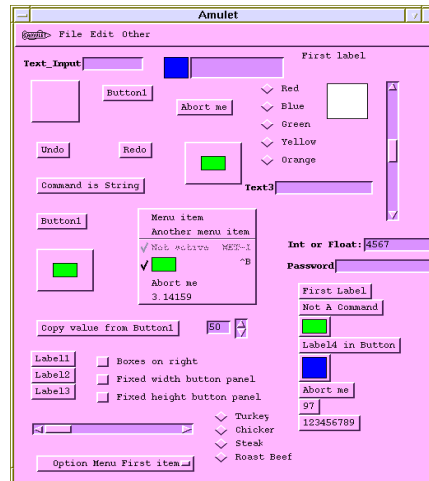 Amulet
File Edit Other
Text_Input
First label
Button1
Abort me
Red
Blue
Green
Yellow
Orange
Undo
Redo
Command is String
Text3
Button1
Menu item
Another menu item
Not active MET-1
^B
Abort me
3.14159
Int or Float: 4567
Password
First Label
Not A Command
Label4 in Button
Abort me
97
123456789
Copy value from Button1
50
Label1
Label2
Label3
Boxes on right
Fixed width button panel
Fixed height button panel
Turkey
Chicken
Steak
Roast Beef
Option Menu First item